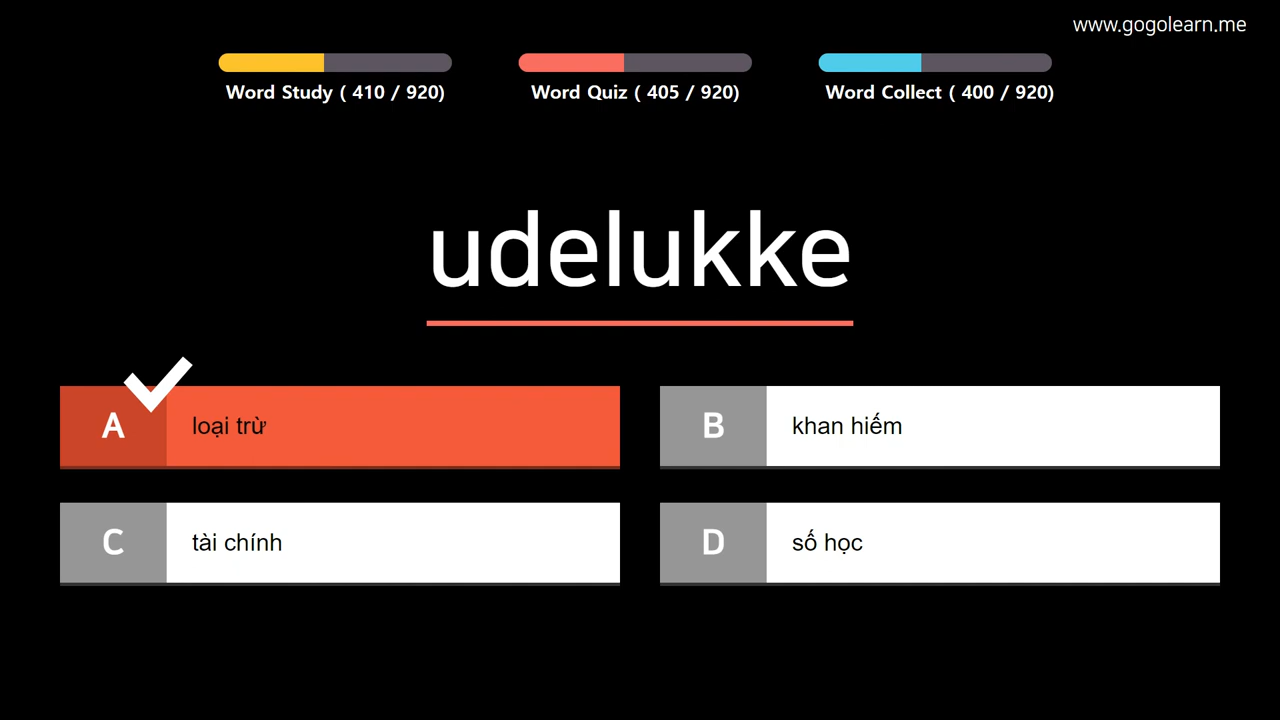 www.gogolearn.me
Word Study ( 410 / 920)
Word Quiz ( 405 / 920)
Word Collect ( 400 / 920)
udelukke
A loại trừ
B khan hiếm
C tài chính
D số học